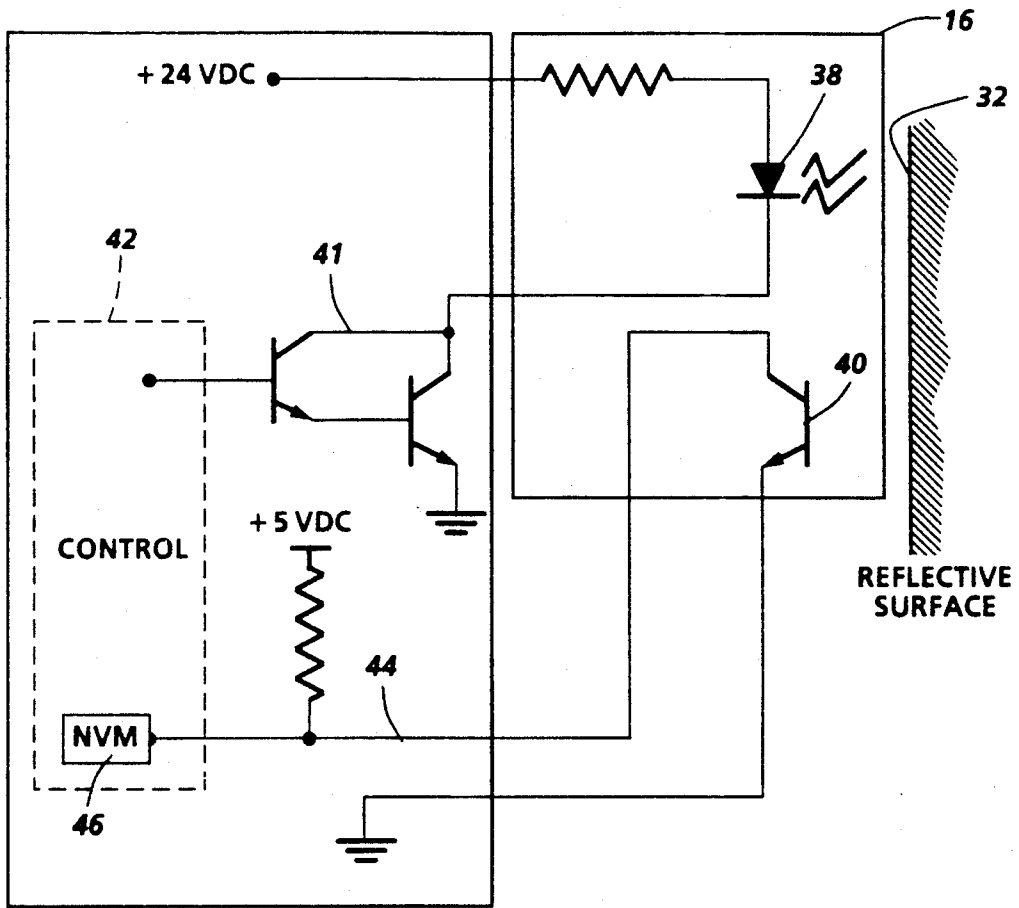 16
+ 24 VDC
38
32
42
41
40
+ 5 VDC
CONTROL
REFLECTIVE
SURFACE
44
NVM
46